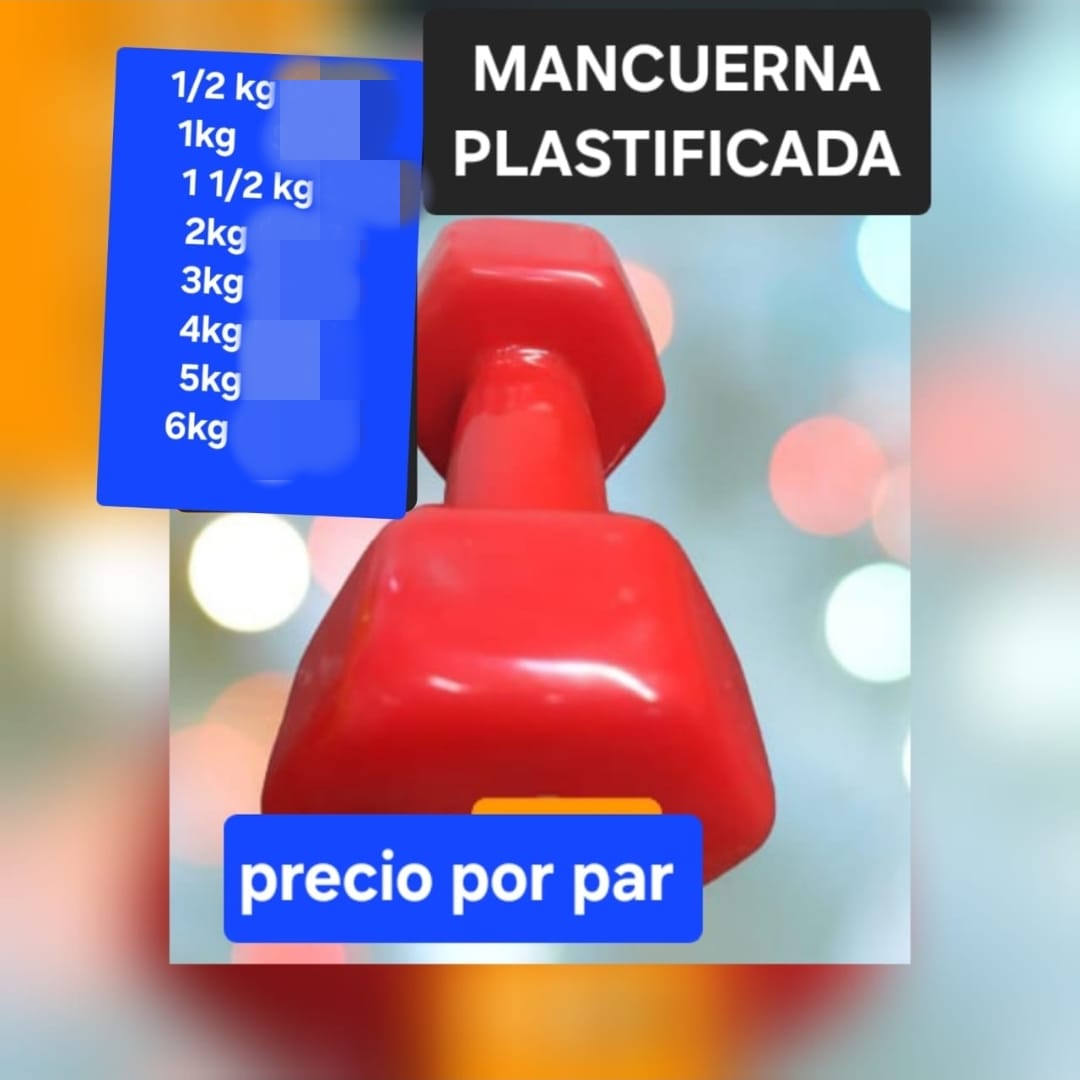 MANCUERNA
PLASTIFICADA
1/2 kg
1kg
1 1/2 kg
2kg
3kg
4kg
5kg
6kg
precio por par